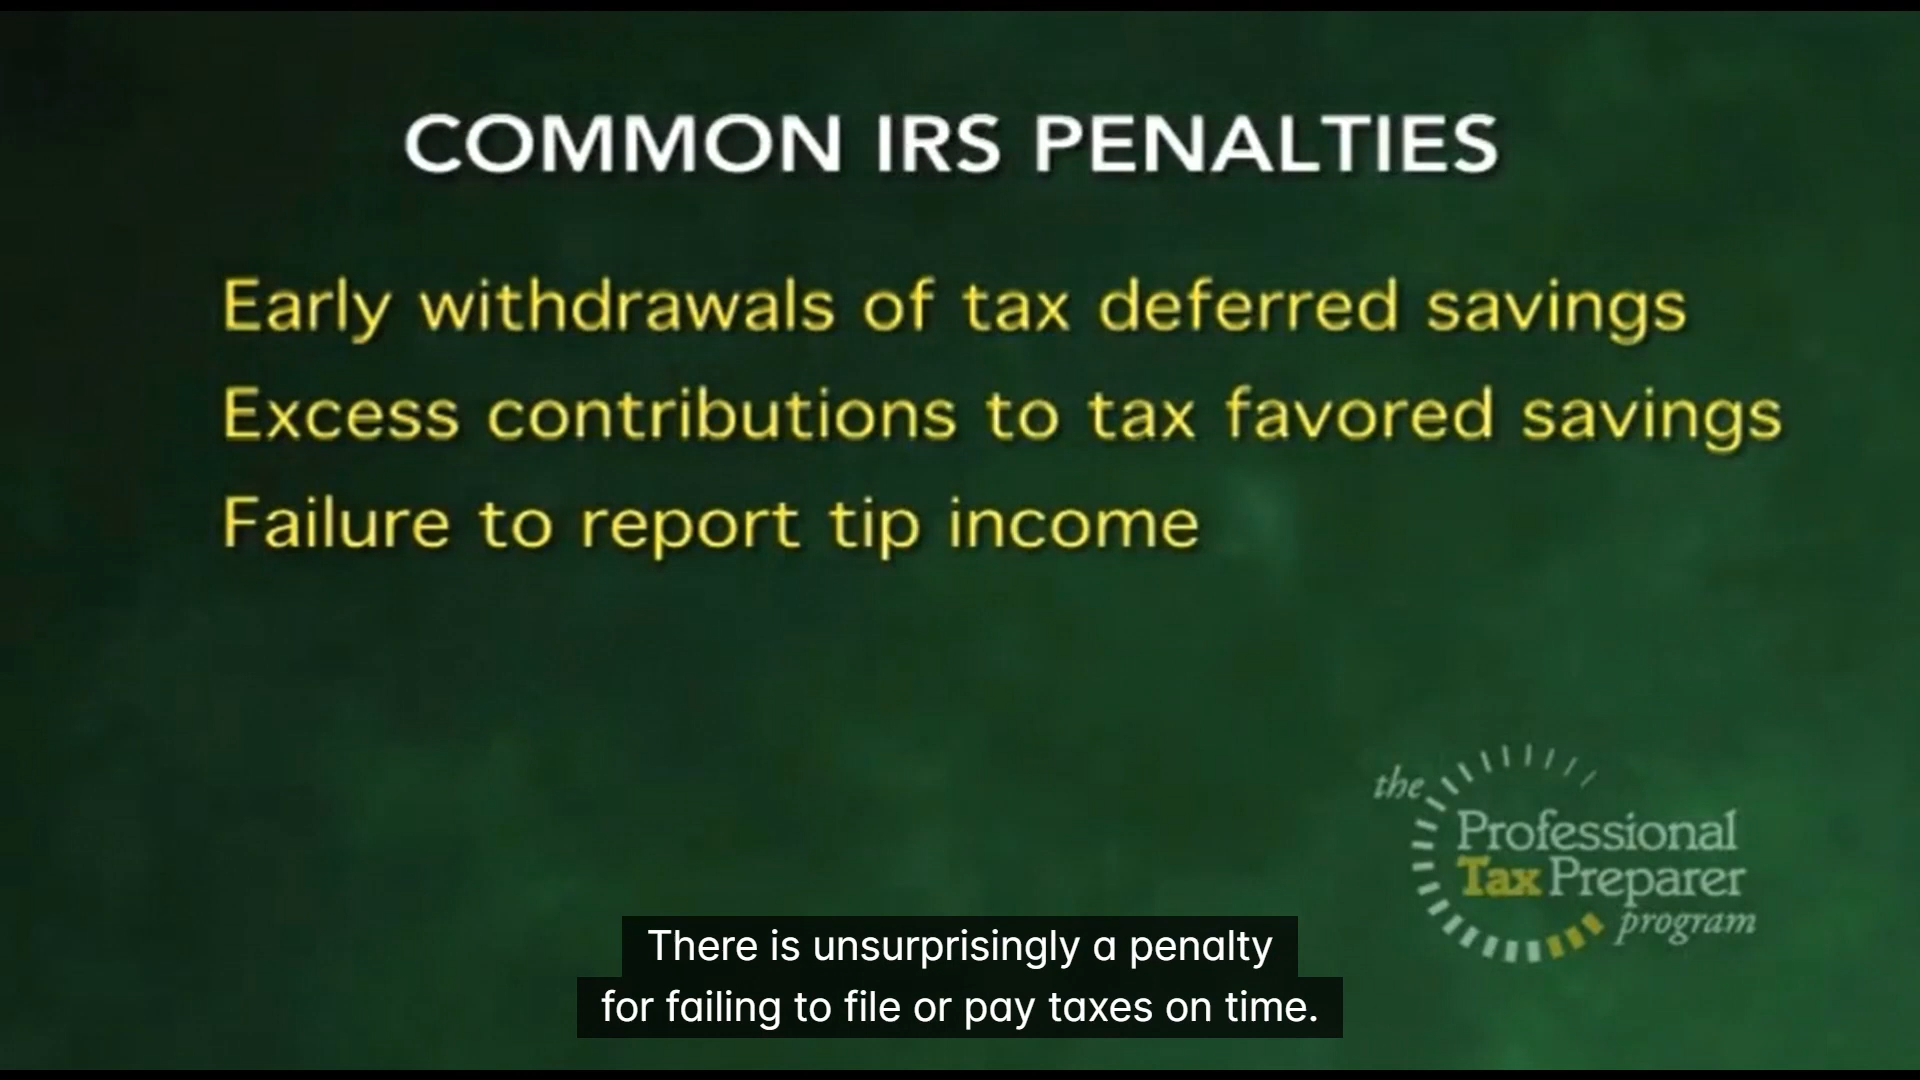 COMMON IRS PENALTIES
Early withdrawals of tax deferred savings
Excess contributions to tax favored savings
Failure to report tip income
the
Professional
Tax Preparer
program
There is unsurprisingly a penalty
for failing to file or pay taxes on time.